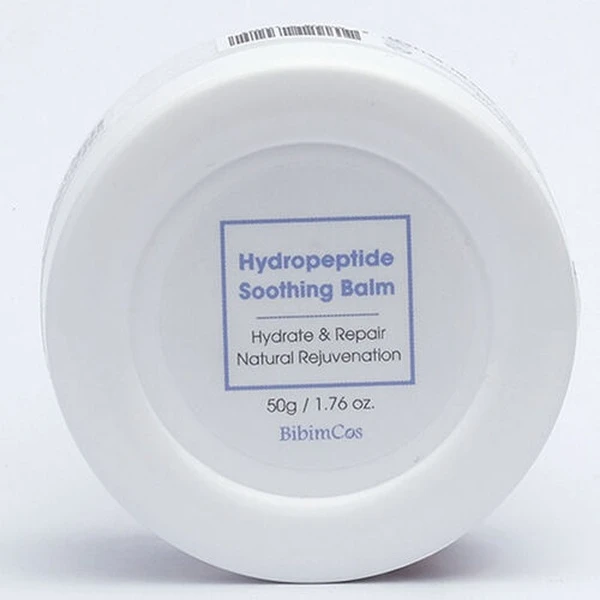 Hydropeptide
Soothing Balm
Hydrate & Repair
Natural Rejuvenation
50g / 1.76 oz.
BibimCos